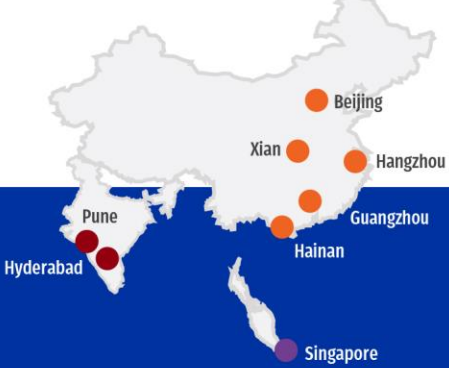 Beijing
Xian
Hangzhou
Pune
Guangzhou
Hainan
Hyderabad
Singapore